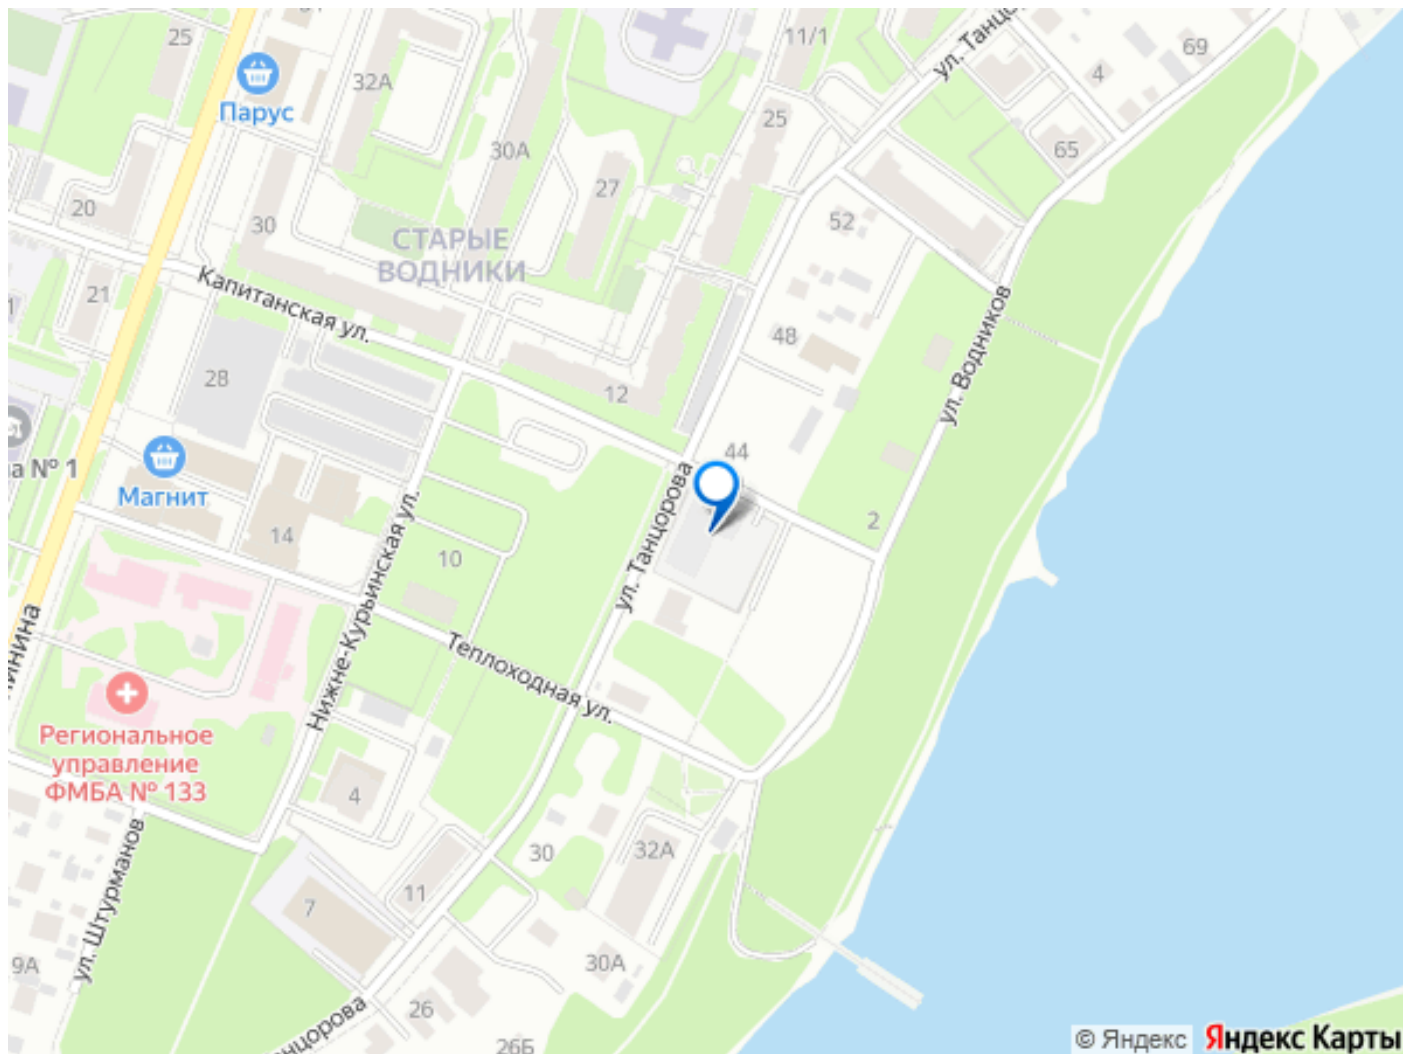 25
Парус
32А
30А
11/1
25
27
ул. Танцо
4
69
65
52
20
30
СТАРЫЕ
ВОДНИКИ
21
Капитанская ул.
28
12
48
ул. Водников
44
а № 1
Магнит
14
10
Нижне-Курьинская ул.
ул. Танцорова
2
Теплоходная ул.
Региональное
управление
ФМБА № 133
4
ул. Штурманов
30
32А
11
7
9А
30А
26
26Б
нцорова
© Яндекс
Яндекс Карты